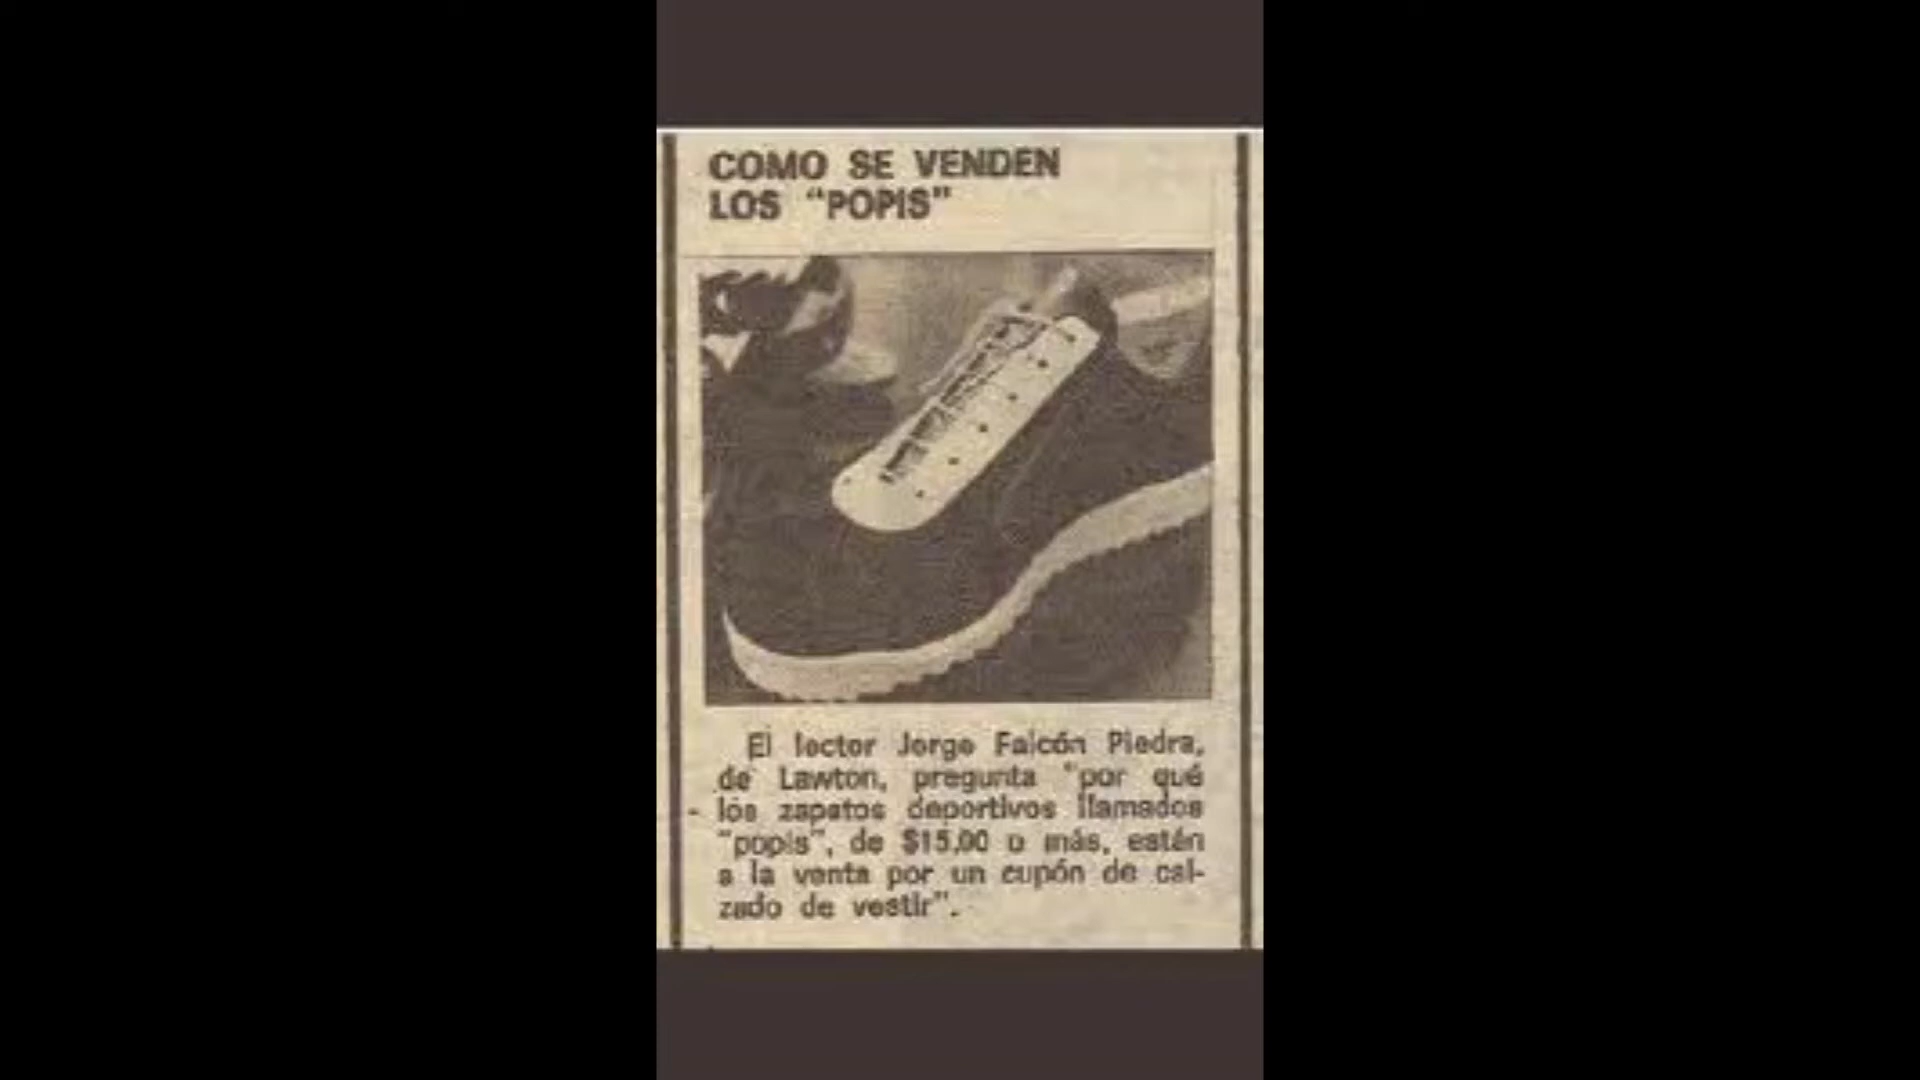 COMO SE VENDEN
LOS "POPIS"
El lector Jorge Falcón Piedra,
de Lawton, pregunta "por qué
los zapatos deportivos llamados
"popis", de $15,00 o más, están
a la venta por un cupón de cal-
zado de vestir".